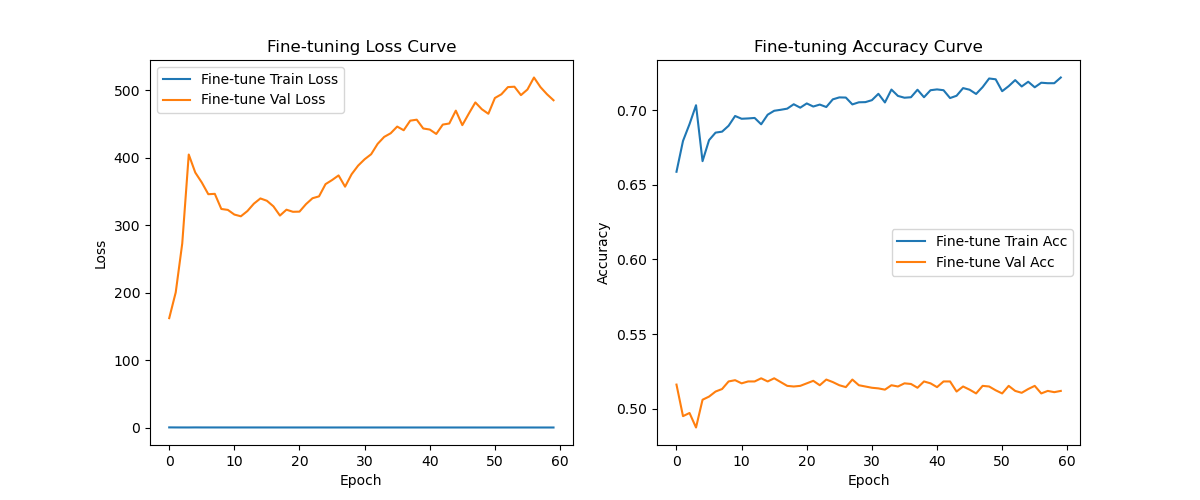 Fine-tuning Loss Curve
Fine-tune Train Loss
Fine-tune Val Loss
Loss
500
400
300
200
100
0
0 10 20 30 40 50 60
Epoch
Fine-tuning Accuracy Curve
Fine-tune Train Acc
Fine-tune Val Acc
Accuracy
0.70
0.65
0.60
0.55
0.50
0 10 20 30 40 50 60
Epoch